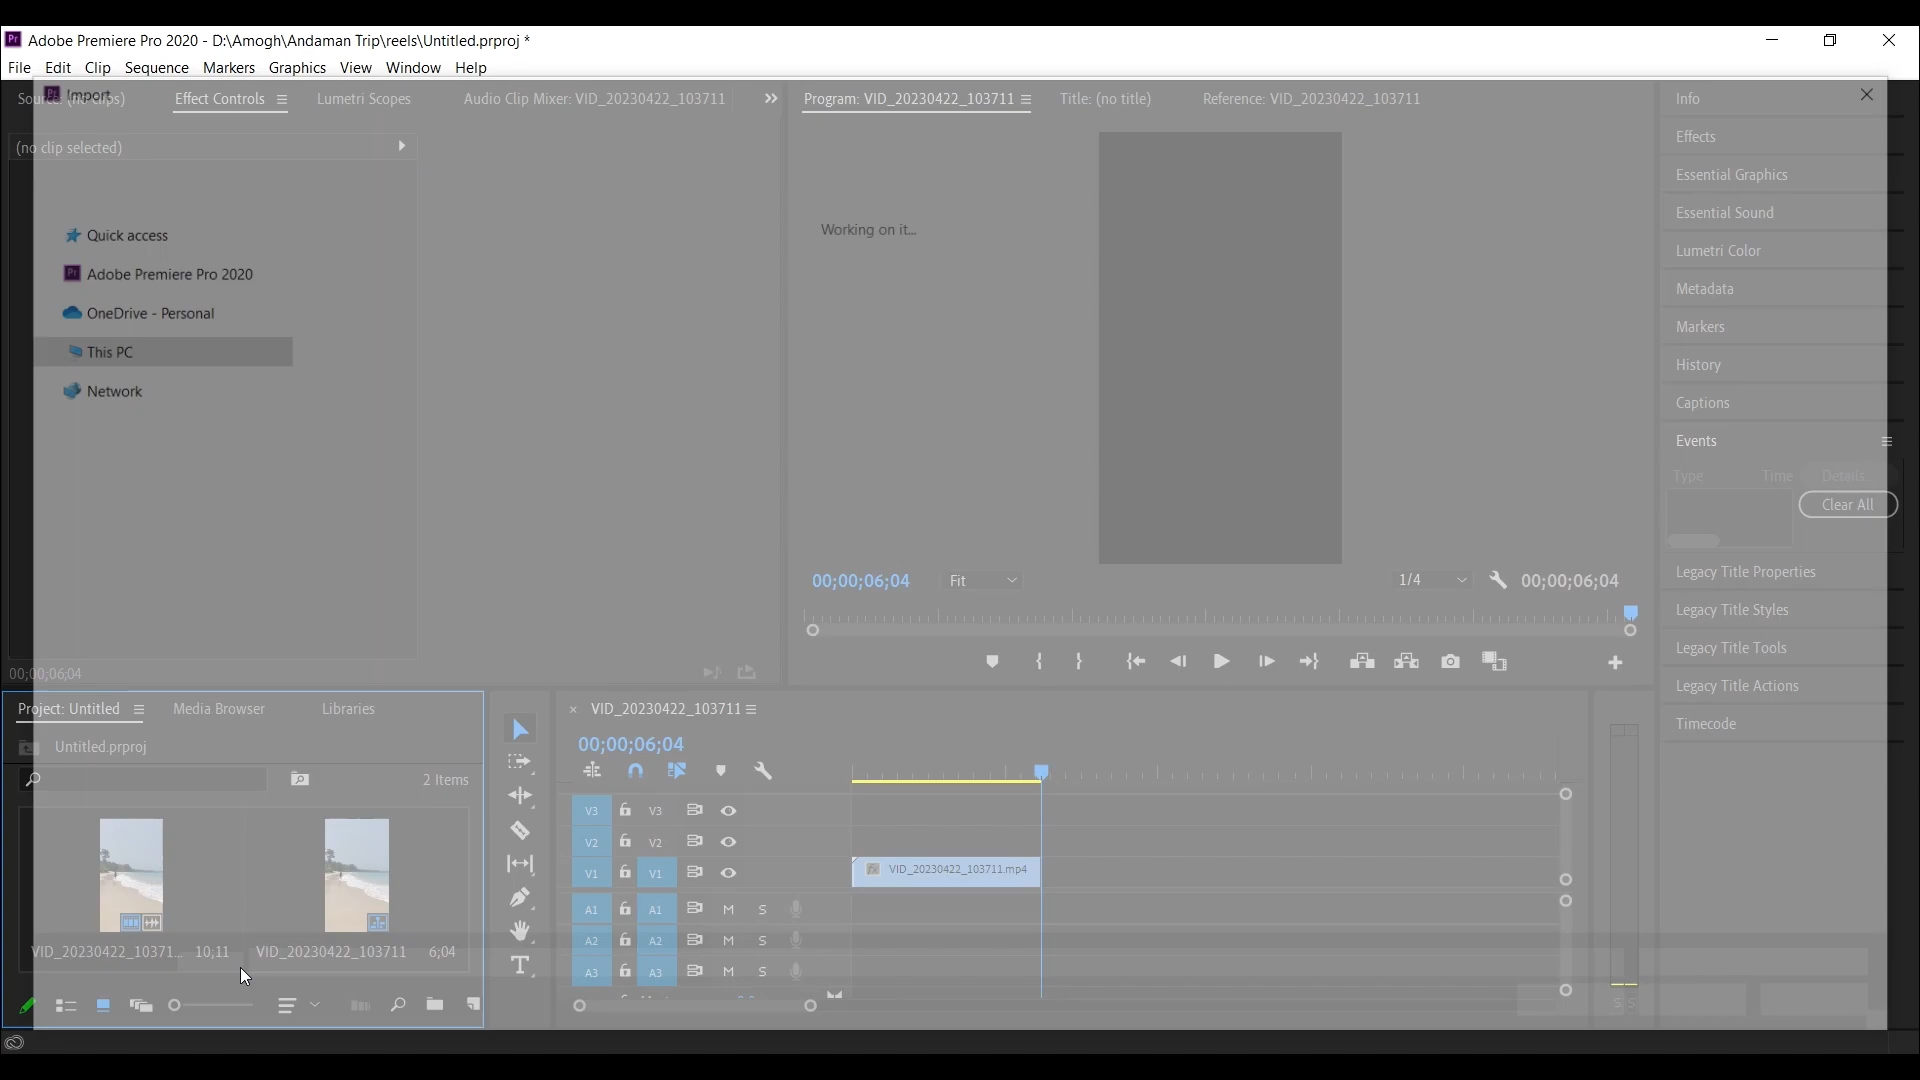 Adobe Premiere Pro 2020 - D:\Amogh\Andaman Trip\reels\Untitled.prproj *
File Edit Clip Sequence Markers Graphics View Window Help
Import
Source: (no clips) Effect Controls Lumetri Scopes Audio Clip Mixer: VID_20230422_103711
(no clip selected)
Quick access
Adobe Premiere Pro 2020
OneDrive - Personal
This PC
Network
00;00;06;04
Program: VID_20230422_103711 Title: (no title) Reference: VID_20230422_103711
Working on it...
00;00;06;04 Fit 1/4 00;00;06;04
Info
Effects
Essential Graphics
Essential Sound
Lumetri Color
Metadata
Markers
History
Captions
Events
Type Time Details...
Clear All
Legacy Title Properties
Legacy Title Styles
Legacy Title Tools
Legacy Title Actions
Timecode
Project: Untitled Media Browser Libraries
Untitled.prproj
2 Items
VID_20230422_10371... 10;11 VID_20230422_103711 6;04
VID_20230422_103711
00;00;06;04
V3 V3
V2 V2
V1 V1 fx VID_20230422_103711.mp4
A1 A1 M S
A2 A2 M S
A3 A3 M S
S S